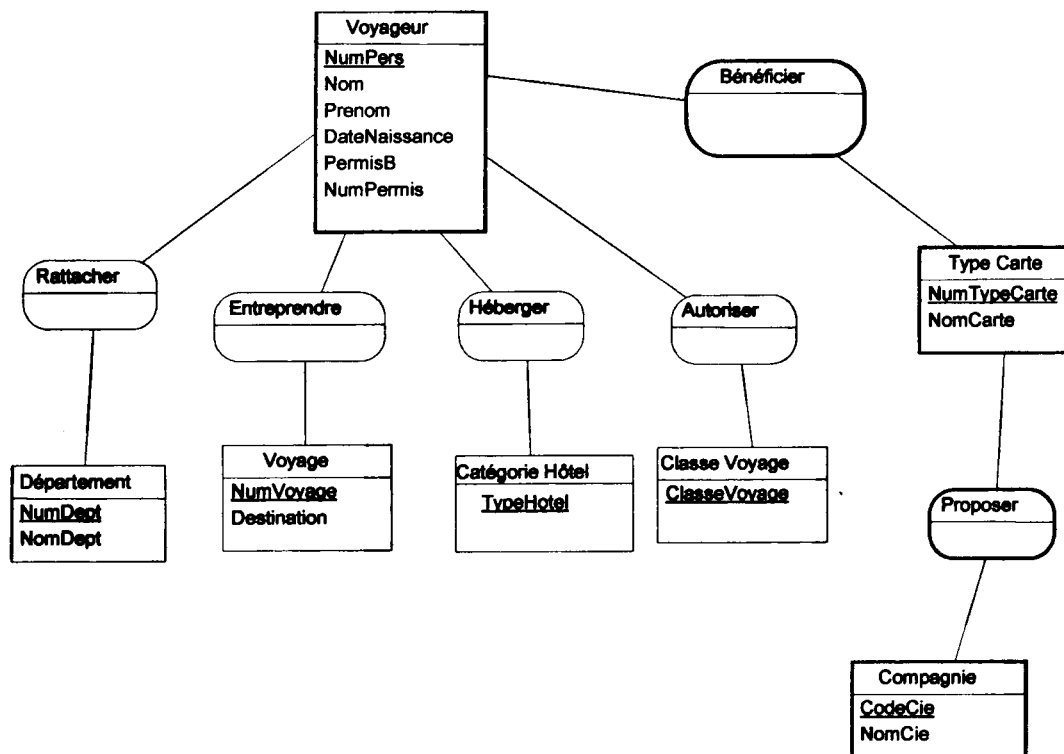 Voyageur
NumPers
Nom
Prenom
DateNaissance
PermisB
NumPermis
Bénéficier
Rattacher
Entreprendre
Héberger
Autoriser
Type Carte
NumTypeCarte
NomCarte
Département
NumDept
NomDept
Voyage
NumVoyage
Destination
Catégorie Hôtel
TypeHotel
Classe Voyage
ClasseVoyage
Proposer
Compagnie
CodeCie
NomCie